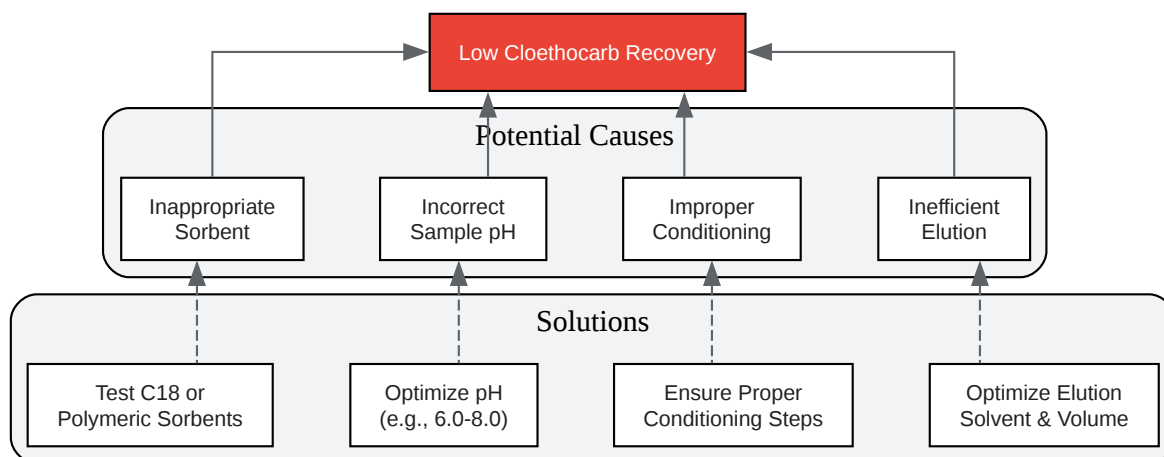 Low Cloethocarb Recovery
Potential Causes
Inappropriate
Sorbent
Incorrect
Sample pH
Improper
Conditioning
Inefficient
Elution
Solutions
Test C18 or
Polymeric Sorbents
Optimize pH
(e.g., 6.0-8.0)
Ensure Proper
Conditioning Steps
Optimize Elution
Solvent & Volume